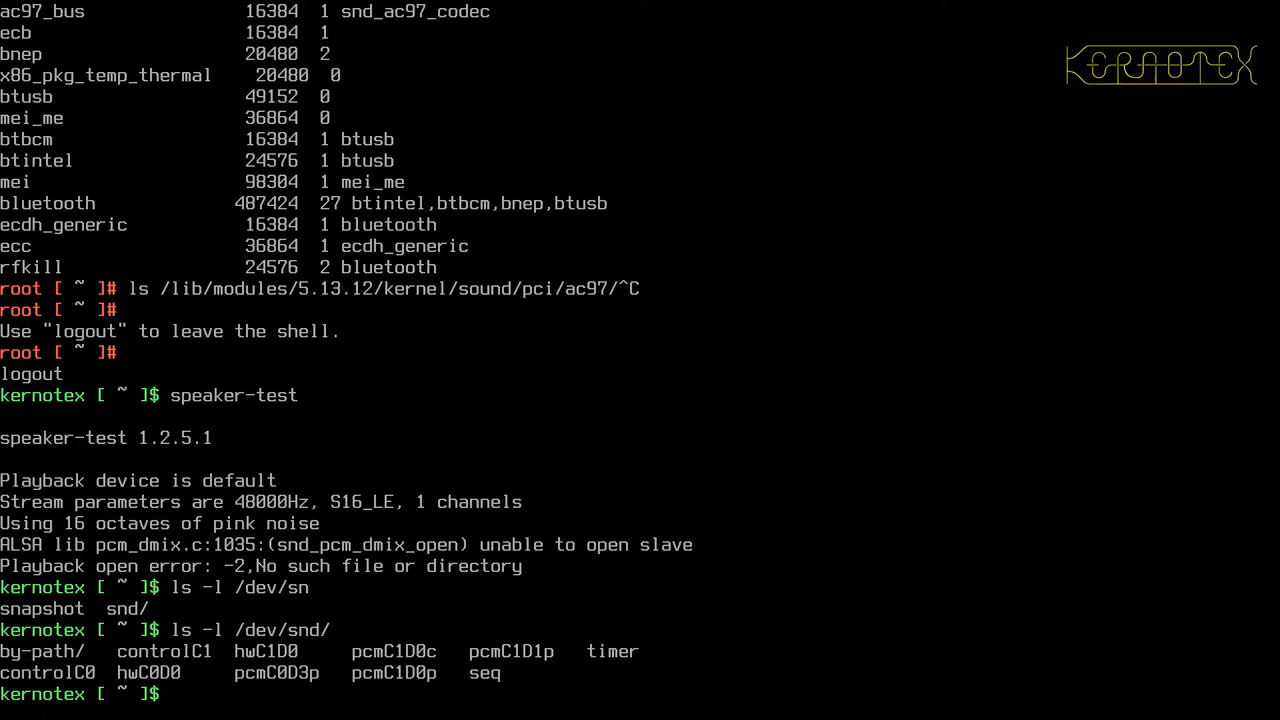 ac97_bus               16384  1 snd_ac97_codec
ecb                    16384  1
bnep                   20480  2
x86_pkg_temp_thermal    20480  0
btusb                  49152  0
mei_me                 36864  0
btbcm                  16384  1 btusb
btintel                24576  1 btusb
mei                    98304  1 mei_me
bluetooth             487424  27 btintel,btbcm,bnep,btusb
ecdh_generic           16384  1 bluetooth
ecc                    36864  1 ecdh_generic
rfkill                 24576  2 bluetooth
root [ ~ ]# ls /lib/modules/5.13.12/kernel/sound/pci/ac97/^C
root [ ~ ]#
Use "logout" to leave the shell.
root [ ~ ]#
logout
kernotex [ ~ ]$ speaker-test
speaker-test 1.2.5.1
Playback device is default
Stream parameters are 48000Hz, S16_LE, 1 channels
Using 16 octaves of pink noise
ALSA lib pcm_dmix.c:1035:(snd_pcm_dmix_open) unable to open slave
Playback open error: -2,No such file or directory
kernotex [ ~ ]$ ls -l /dev/sn
snapshot  snd/
kernotex [ ~ ]$ ls -l /dev/snd/
by-path/   controlC1  hwC1D0     pcmC1D0c   pcmC1D1p   timer
controlC0  hwC0D0     pcmC0D3p   pcmC1D0p   seq
kernotex [ ~ ]$
KERNOTEX